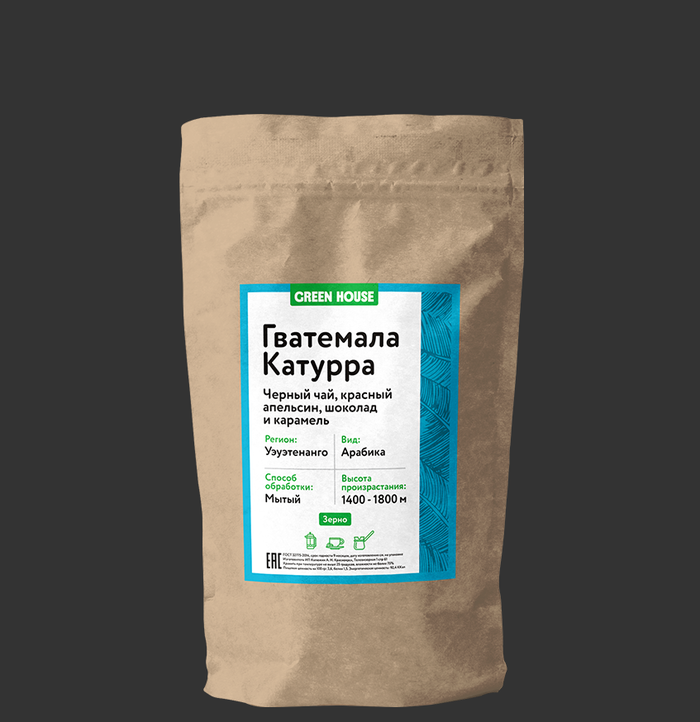 GREEN HOUSE
Гватемала
Катурра
Черный чай, красный
апельсин, шоколад
и карамель
Регион:
Уэуэтенанго
Вид:
Арабика
Способ
обработки:
Мытый
Высота
произрастания:
1400 - 1800 м
Зерно
EAC